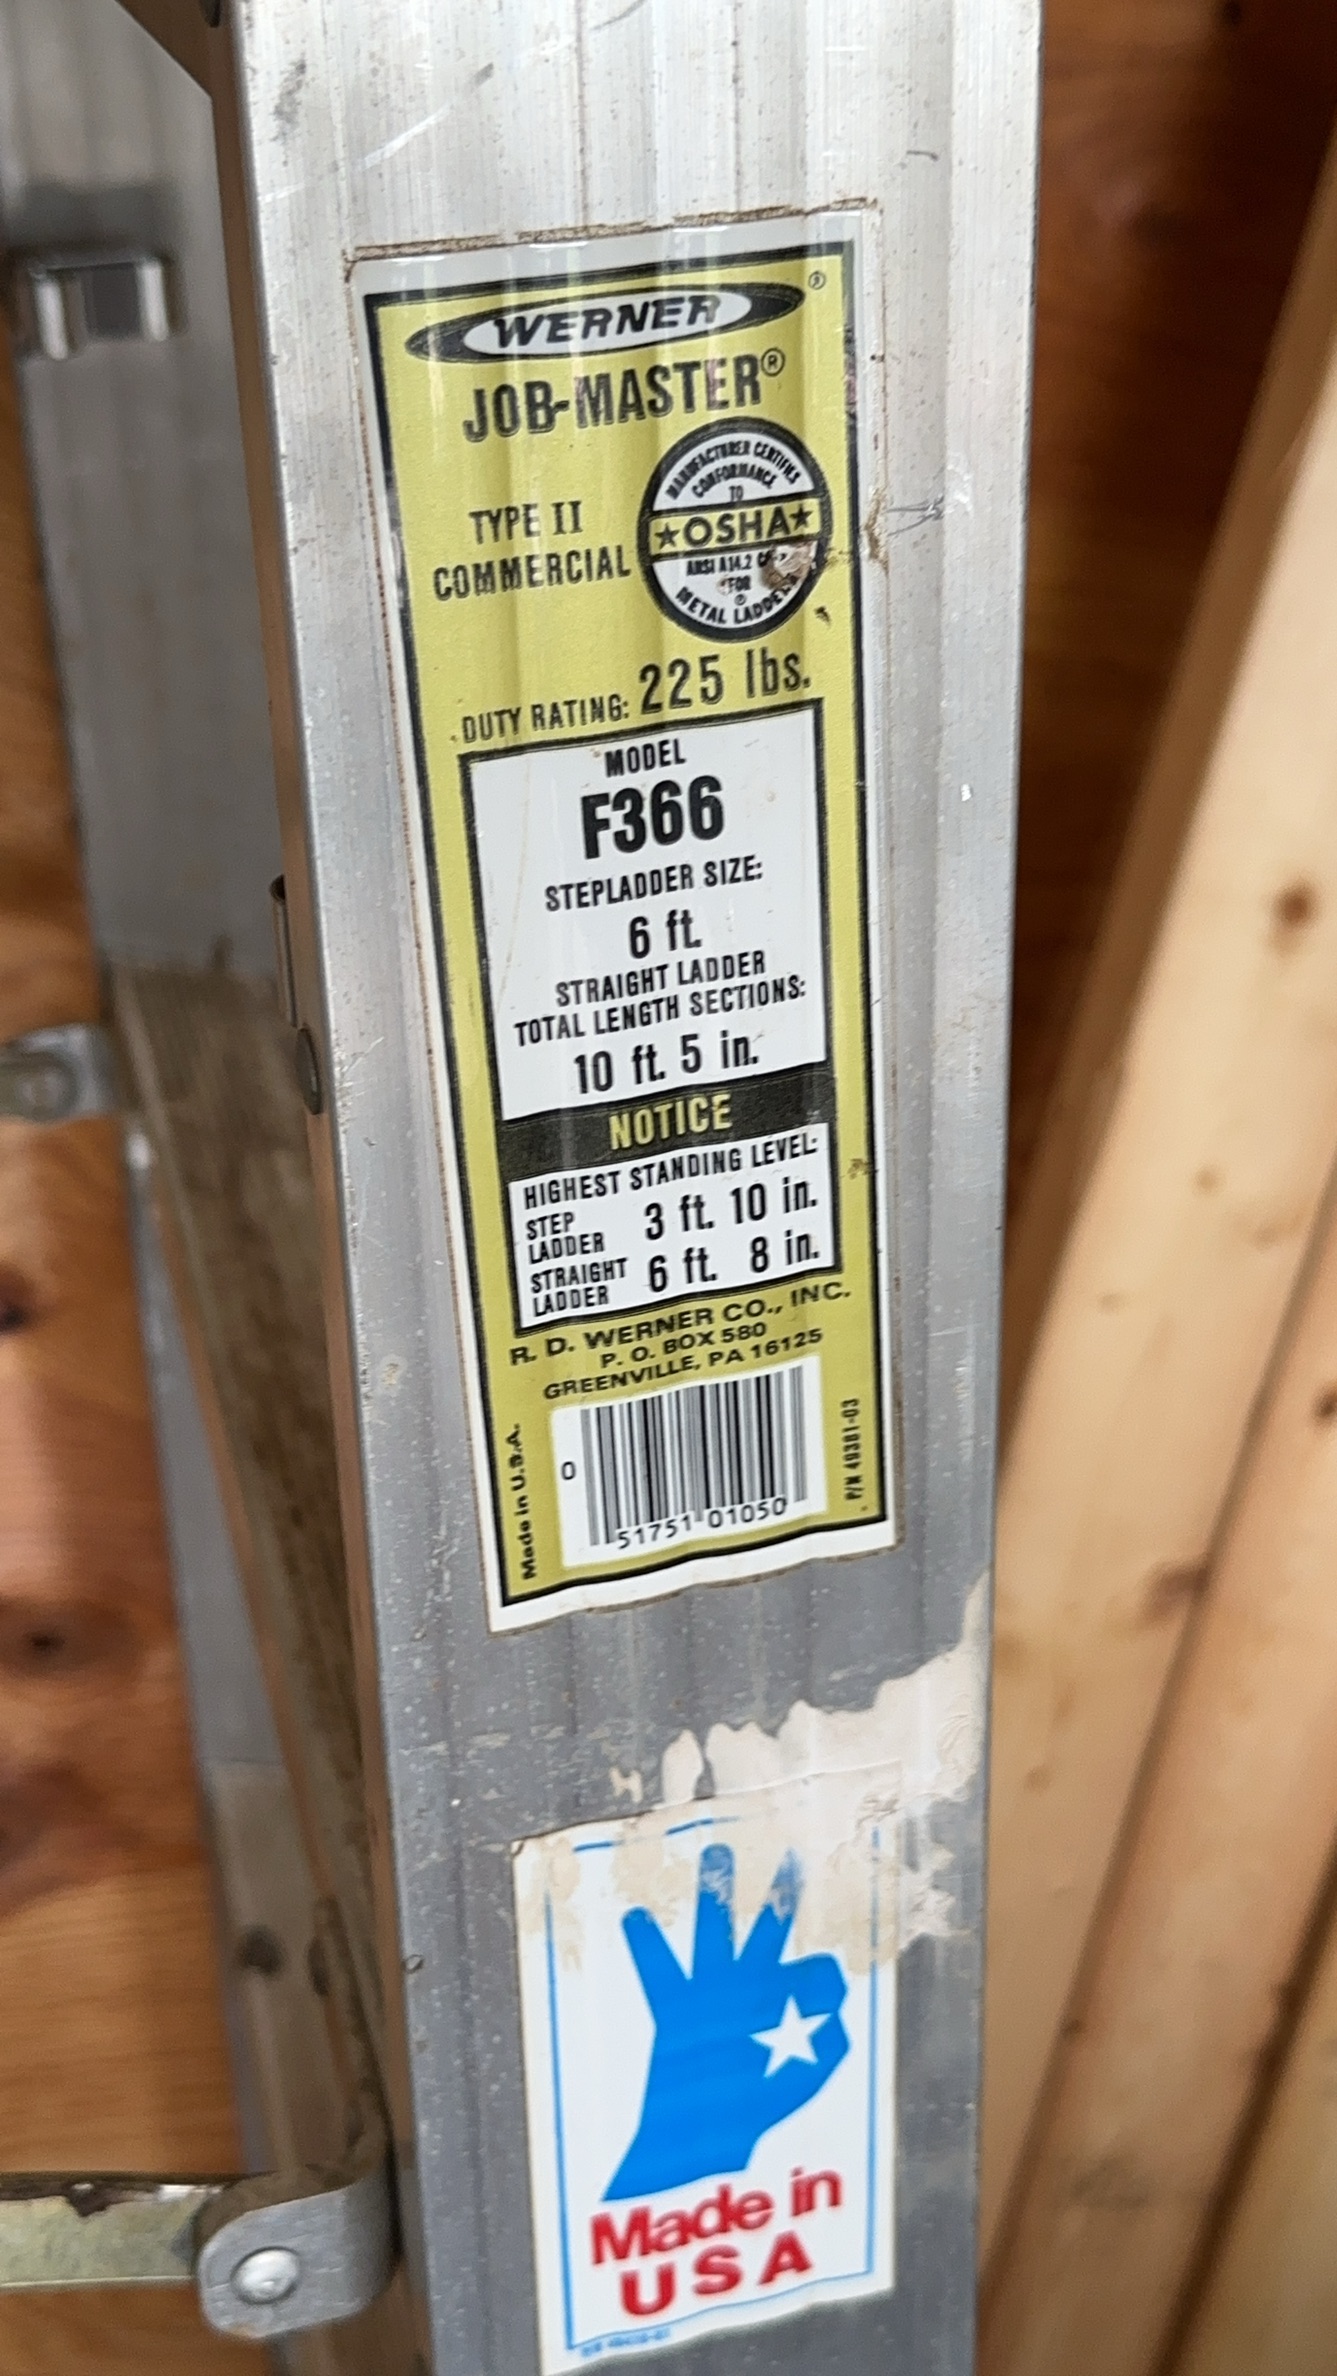 WERNER®
JOB-MASTER®
TYPE II
COMMERCIAL
MANUFACTURER CERTIFIES
CONFORMANCE
TO
★OSHA★
ANSI A14.2
FOR
METAL LADDERS
DUTY RATING: 225 lbs.
MODEL
F366
STEPLADDER SIZE:
6 ft.
STRAIGHT LADDER
TOTAL LENGTH SECTIONS:
10 ft. 5 in.
NOTICE
HIGHEST STANDING LEVEL:
STEP
LADDER 3 ft. 10 in.
STRAIGHT
LADDER 6 ft. 8 in.
R. D. WERNER CO., INC.
P. O. BOX 580
GREENVILLE, PA 16125
Made in U.S.A.
0 51751 01050
P/N 49381-03
Made in
USA